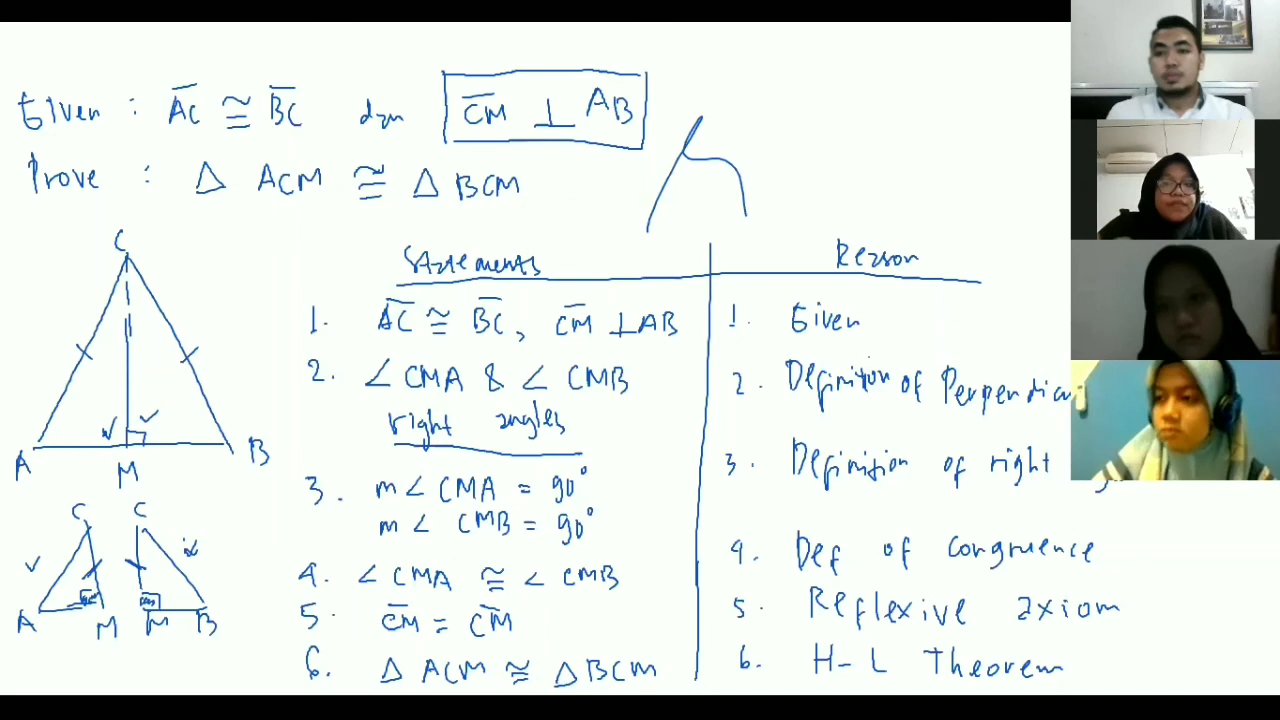 Given : AC ≅ BC dan CM ⊥ AB
Prove : Δ ACM ≅ Δ BCM
Statements
Reason
1. AC ≅ BC, CM ⊥ AB
1. Given
2. ∠ CMA & ∠ CMB
right angles
2. Definition of
3. m∠ CMA = 90°
m∠ CMB = 90°
3. Definition of right
4. ∠ CMA ≅ ∠ CMB
4. Def of congruence
5. CM = CM
5. Reflexive axiom
6. Δ ACM ≅ Δ BCM
6. H-L Theorem
C
A
M
B
C
C
A
M
M
B